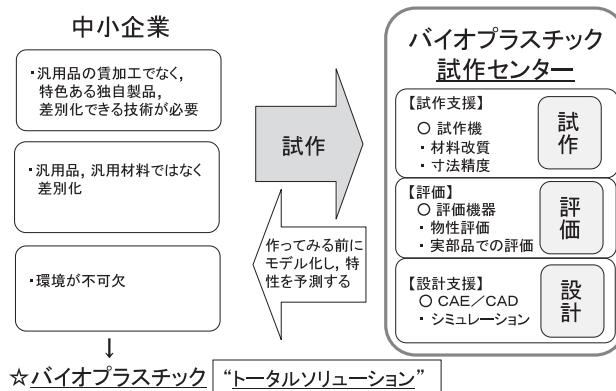 中小企業
・汎用品の賃加工でなく,
特色ある独自製品,
差別化できる技術が必要
・汎用品, 汎用材料ではなく
差別化
・環境が不可欠
↓
☆バイオプラスチック
“トータルソリューション”
試作
作ってみる前に
モデル化し, 特
性を予測する
バイオプラスチック
試作センター
【試作支援】
○ 試作機
・材料改質
・寸法精度
試作
【評価】
○ 評価機器
・物性評価
・実部品での評価
評価
【設計支援】
○ CAE/CAD
・シミュレーション
設計